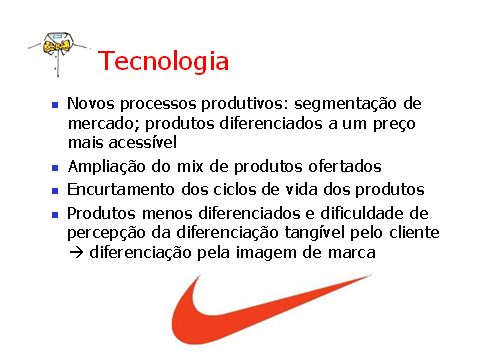 Tecnologia
Novos processos produtivos: segmentação de
mercado; produtos diferenciados a um preço
mais acessível
Ampliação do mix de produtos ofertados
Encurtamento dos ciclos de vida dos produtos
Produtos menos diferenciados e dificuldade de
percepção da diferenciação tangível pelo cliente
→ diferenciação pela imagem de marca